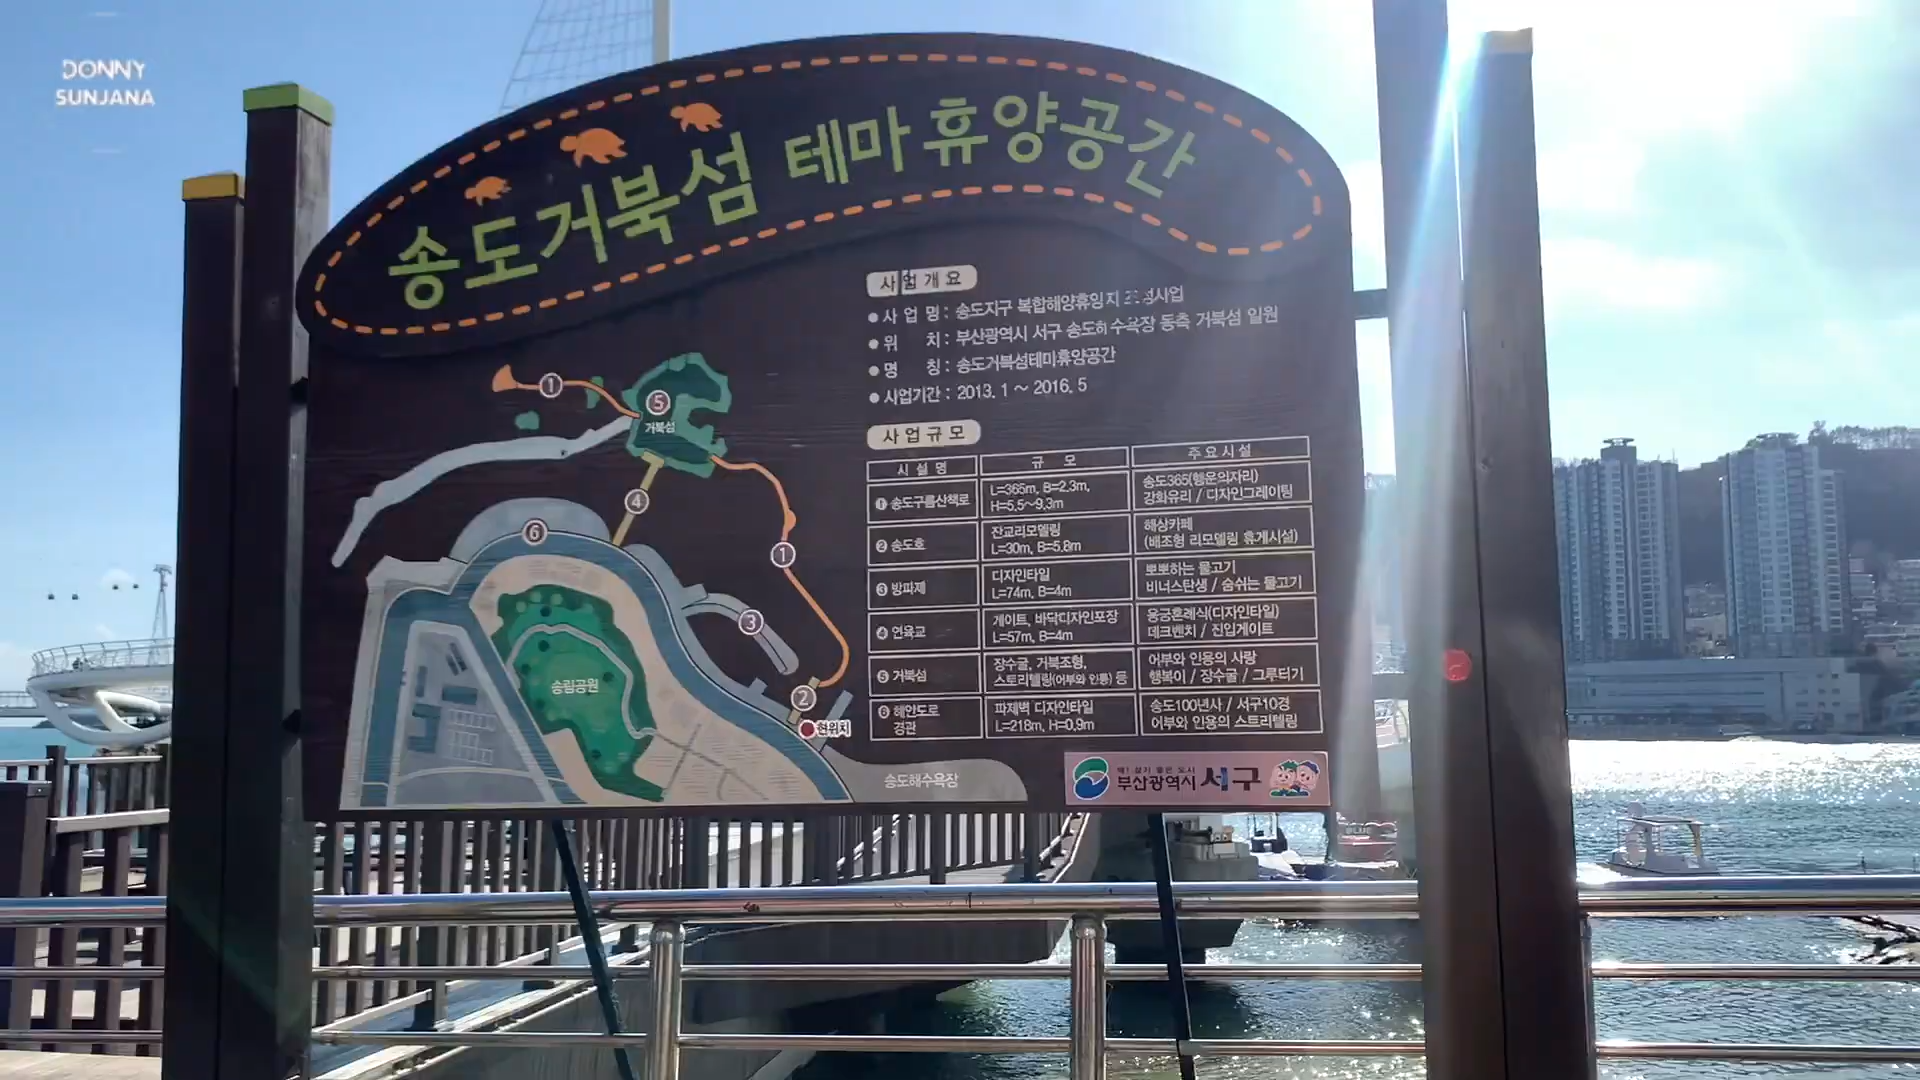 DONNY
SUNJANA
송도거북섬 테마휴양공간
사업개요
● 사 업 명 : 송도지구 복합해양휴양지 조성사업
● 위 치 : 부산광역시 서구 송도해수욕장 동측 거북섬 일원
● 명 칭 : 송도거북섬테마휴양공간
● 사업기간 : 2013. 1 ~ 2016. 5
사업규모
시 설 명 규 모 주요시설
❶ 송도구름산책로 L=365m, B=2.3m, H=5.5~9.3m 송도365(행운의자리) 강화유리 / 디자인그레이팅
❷ 송도호 잔교리모델링 L=30m, B=5.8m 해상카페 (배조형 리모델링 휴게시설)
❸ 방파제 디자인타일 L=74m, B=4m 뽀뽀하는 물고기 비너스탄생 / 숨쉬는 물고기
❹ 연육교 게이트, 바닥디자인포장 L=57m, B=4m 용궁혼례식(디자인타일) 데크벤치 / 진입게이트
❺ 거북섬 장수굴, 거북조형, 스토리텔링(어부와 인룡) 등 어부와 인용의 사랑 행복이 / 장수굴 / 그루터기
❻ 해안도로 경관 파제벽 디자인타일 L=218m, H=0.9m 송도100년사 / 서구10경 어부와 인용의 스토리텔링
①
⑤
거북섬
④
⑥
①
③
②
송림공원
현위치
송도해수욕장
부산광역시 서구